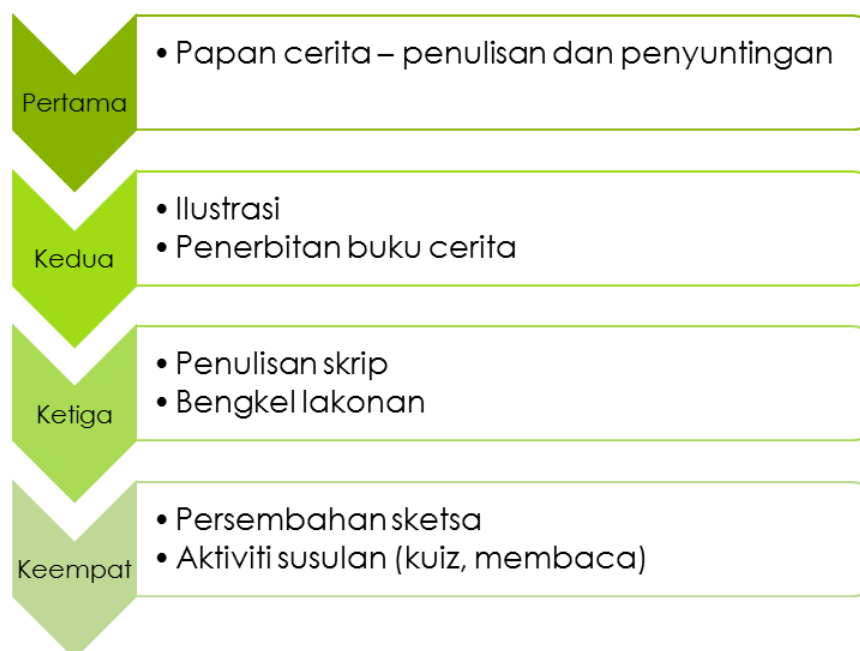 Pertama
• Papan cerita – penulisan dan penyuntingan
Kedua
• Ilustrasi
• Penerbitan buku cerita
Ketiga
• Penulisan skrip
• Bengkel lakonan
Keempat
• Persembahan sketsa
• Aktiviti susulan (kuiz, membaca)